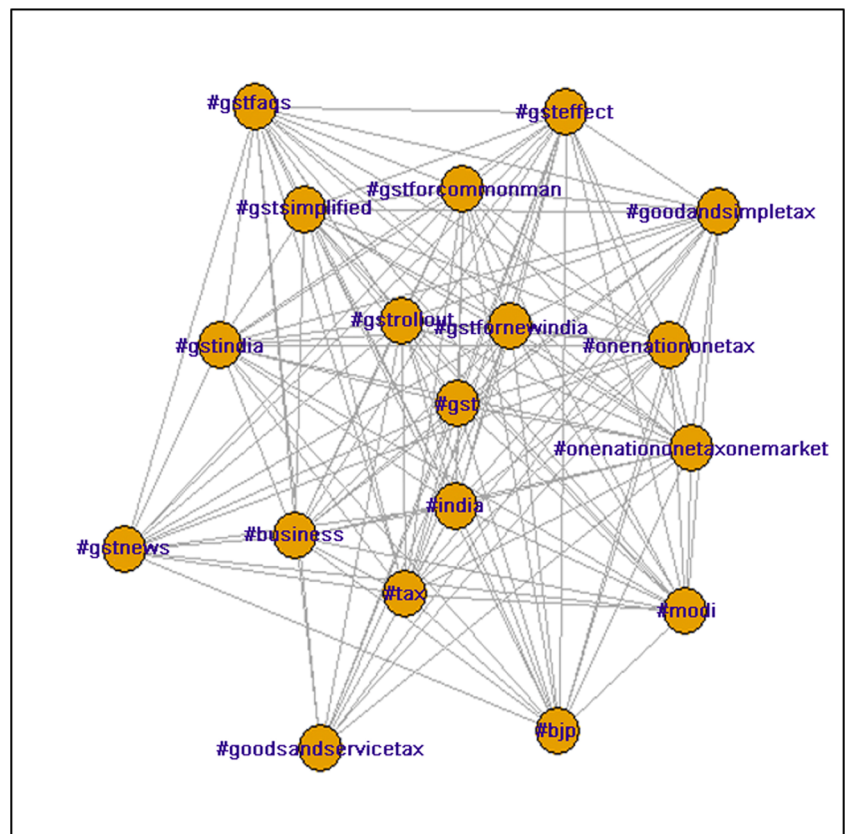 #gstfaqs
#gsteffect
#gstforcommonman
#gstsimplified
#goodandsimpletax
#gstrollout
#gstfornewindia
#gstindia
#onenationonetax
#gst
#onenationonetaxonemarket
#india
#business
#gstnews
#tax
#modi
#bjp
#goodsandservicetax